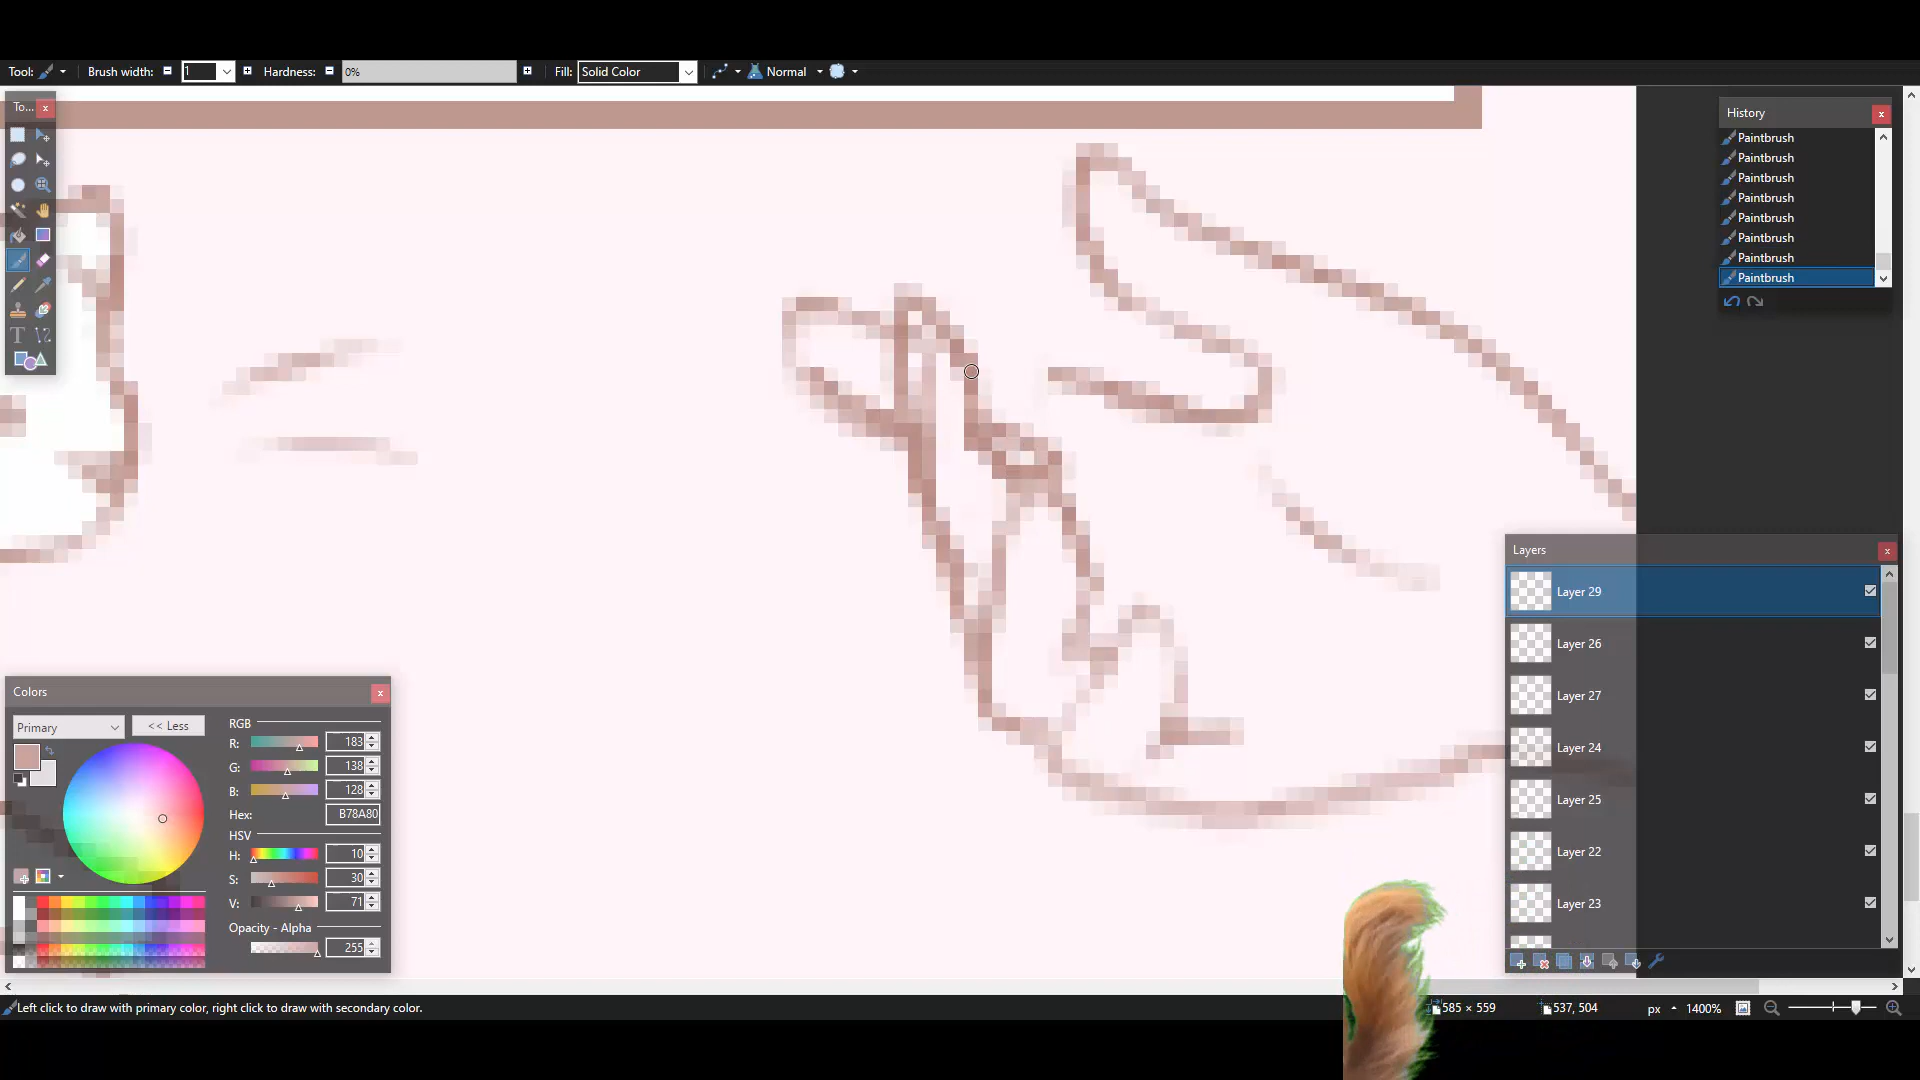 Tool: Brush width: 1 Hardness: 0% Fill: Solid Color Normal
To...
History
Paintbrush
Paintbrush
Paintbrush
Paintbrush
Paintbrush
Paintbrush
Paintbrush
Paintbrush
Layers
Layer 29
Layer 26
Layer 27
Layer 24
Layer 25
Layer 22
Layer 23
Colors
Primary
<< Less
RGB
R: 183
G: 138
B: 128
Hex: B78A80
HSV
H: 10
S: 30
V: 71
Opacity - Alpha
255
Left click to draw with primary color, right click to draw with secondary color.
585 × 559
537, 504
px
1400%